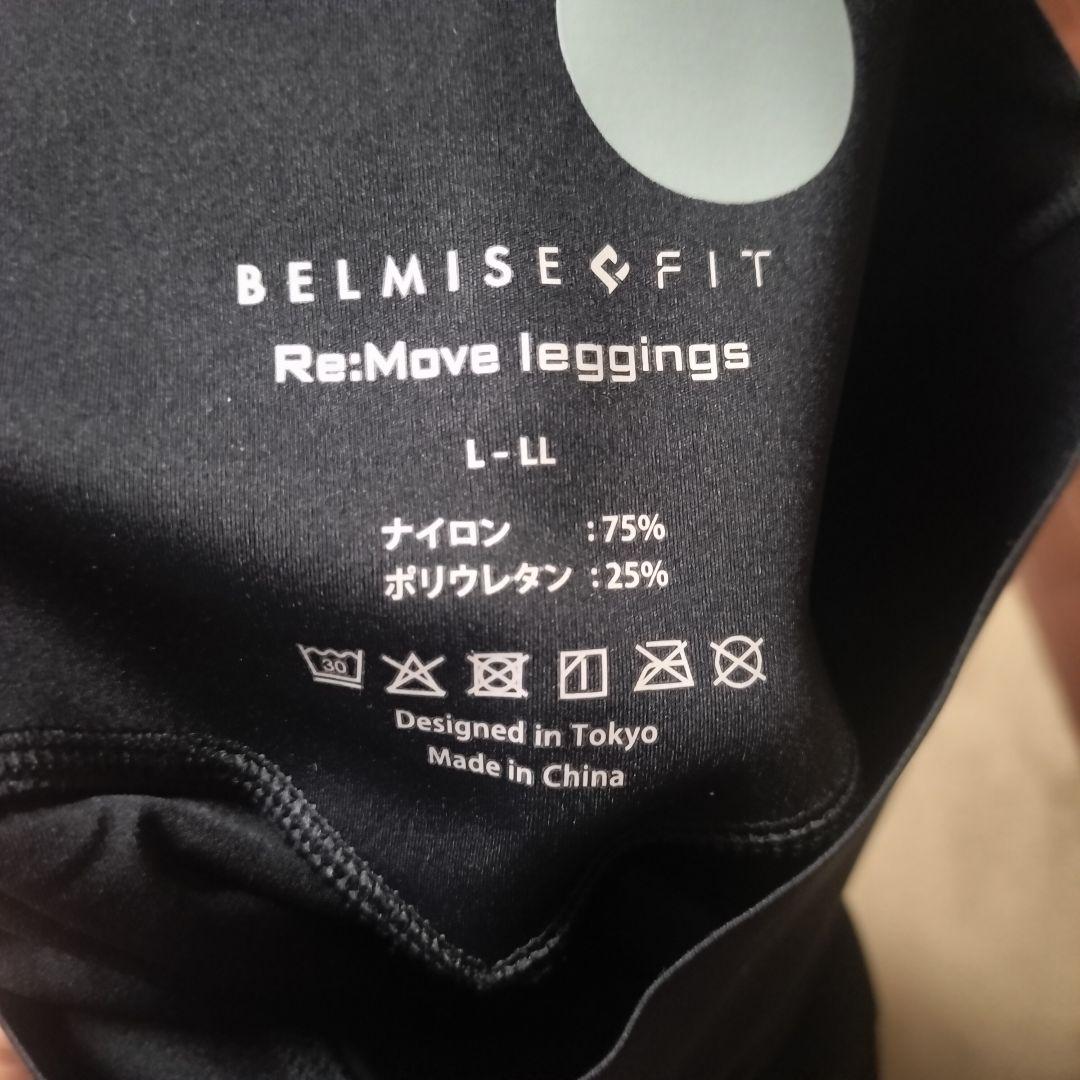 BELMISE FIT
Re:Move leggings
L-LL
ナイロン :75%
ポリウレタン :25%
30
Designed in Tokyo
Made in China